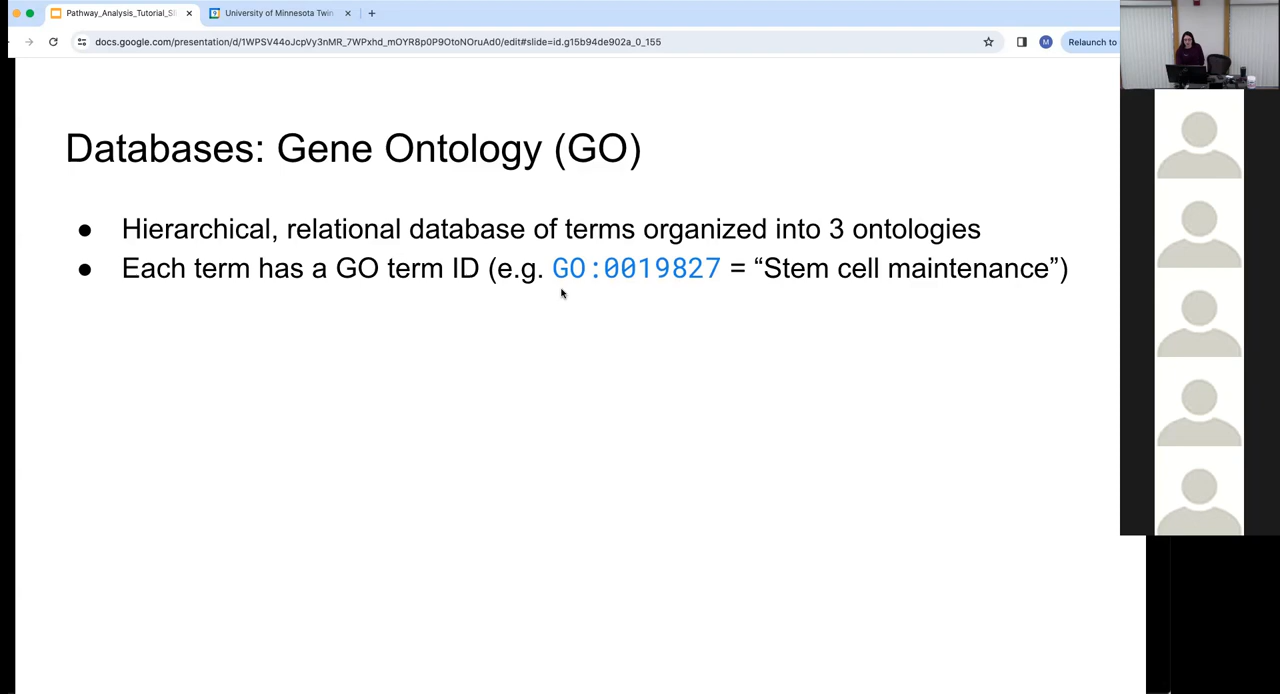 Pathway_Analysis_Tutorial_Sl
University of Minnesota Twin
docs.google.com/presentation/d/1WPSV44oJcpVy3nMR_7WPxhd_mOYR8p0P9OtoNOruAd0/edit#slide=id.g15b94de902a_0_155
M
Relaunch to
Databases: Gene Ontology (GO)
● Hierarchical, relational database of terms organized into 3 ontologies
● Each term has a GO term ID (e.g. GO:0019827 = “Stem cell maintenance”)